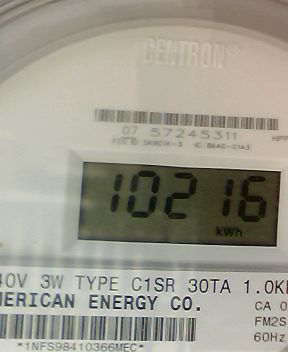 CENTRON®
07 57245311
10216
kWh
40V 3W TYPE C1SR 30TA 1.0K
MERICAN ENERGY CO.
CA 0
FM2S
60Hz
*1NFS98410366MEC*